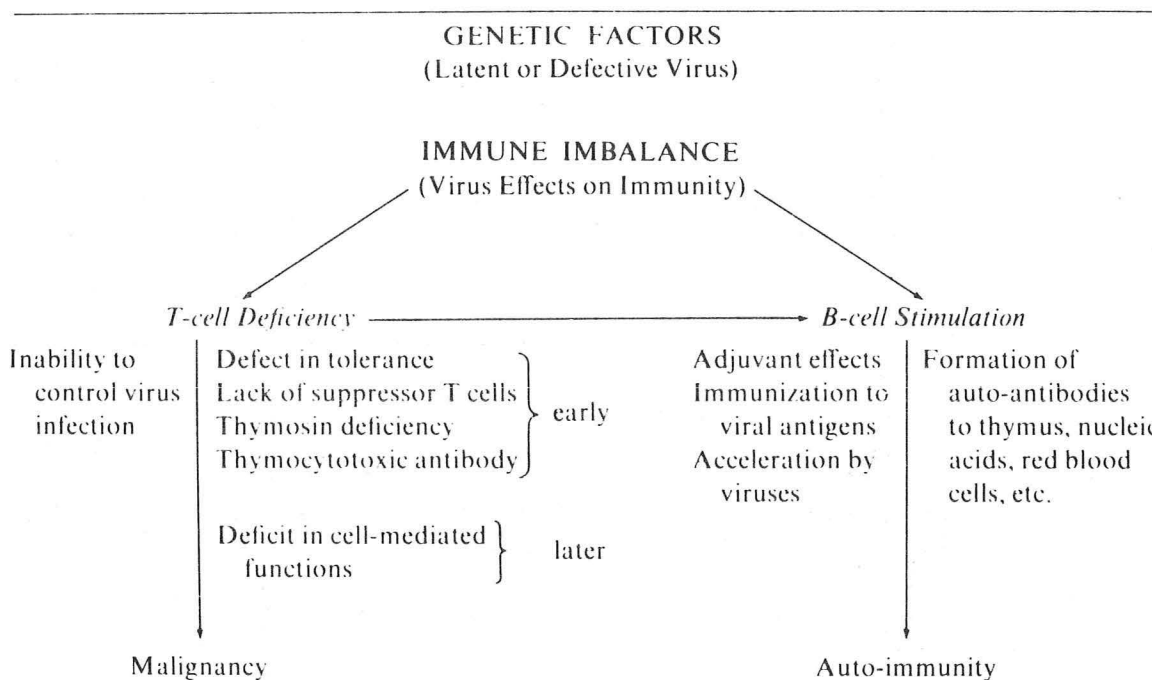 GENETIC FACTORS
(Latent or Defective Virus)
IMMUNE IMBALANCE
(Virus Effects on Immunity)
T-cell Deficiency
B-cell Stimulation
Inability to
control virus
infection
Defect in tolerance
Lack of suppressor T cells
Thymosin deficiency
Thymocytotoxic antibody
early
Deficit in cell-mediated
functions
later
Adjuvant effects
Immunization to
viral antigens
Acceleration by
viruses
Formation of
auto-antibodies
to thymus, nucleic
acids, red blood
cells, etc.
Malignancy
Auto-immunity